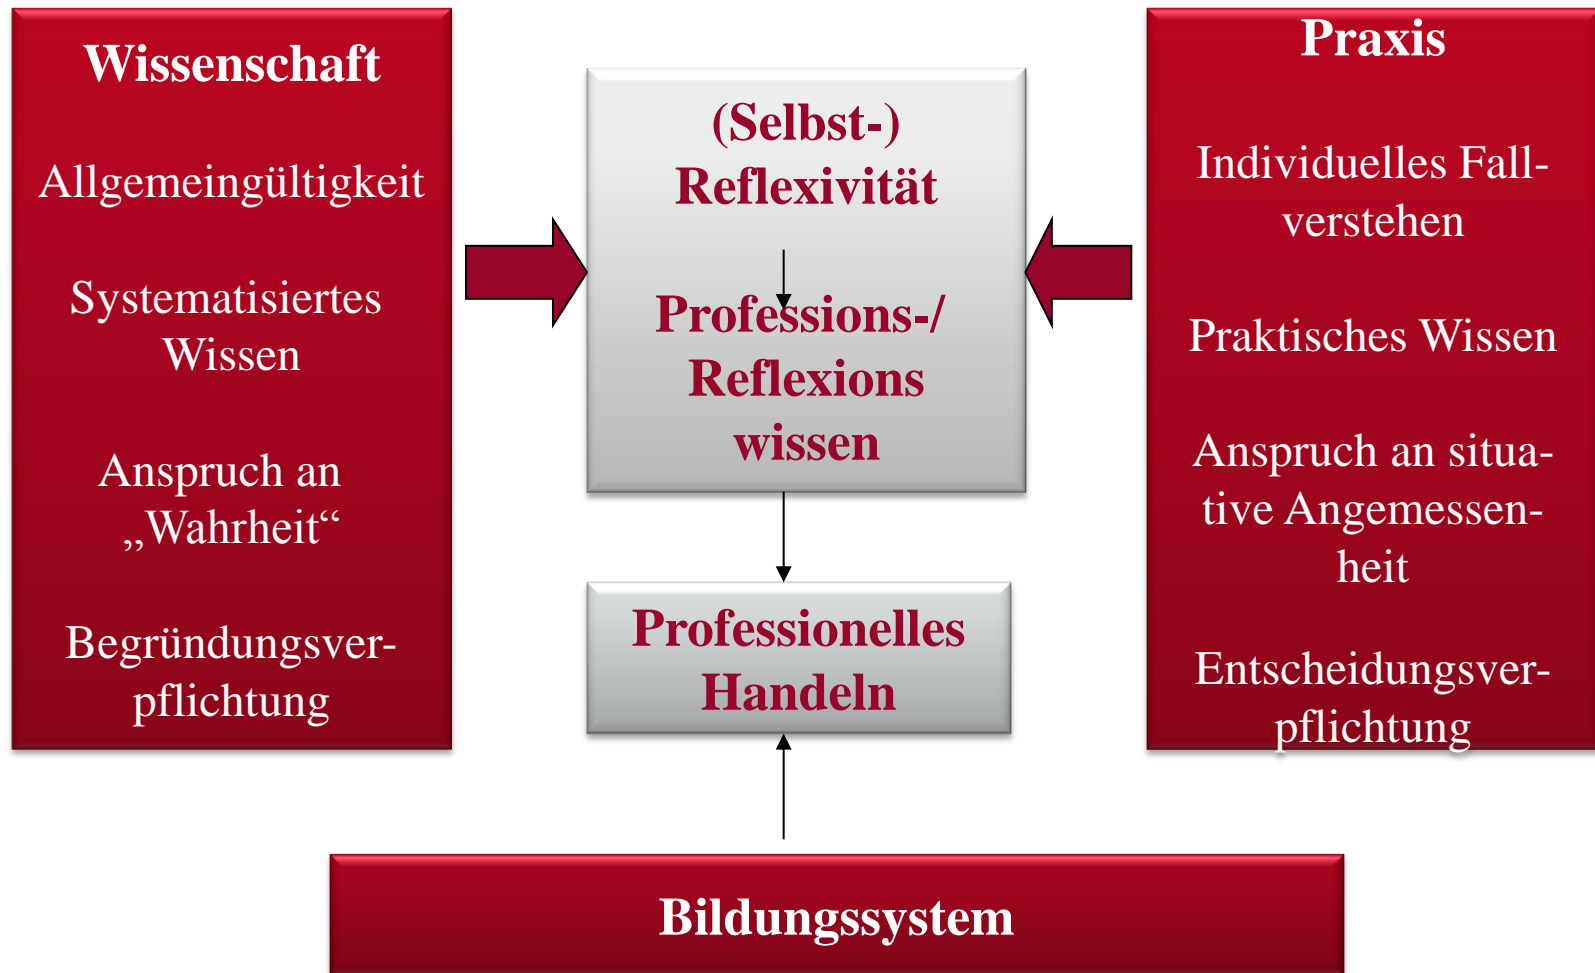 Wissenschaft
Allgemeingültigkeit
Systematisiertes
Wissen
Anspruch an
„Wahrheit“
Begründungsver-
pflichtung
(Selbst-)
Reflexivität
Professions-/
Reflexions
wissen
Professionelles
Handeln
Praxis
Individuelles Fall-
verstehen
Praktisches Wissen
Anspruch an situa-
tive Angemessen-
heit
Entscheidungsver-
pflichtung
Bildungssystem